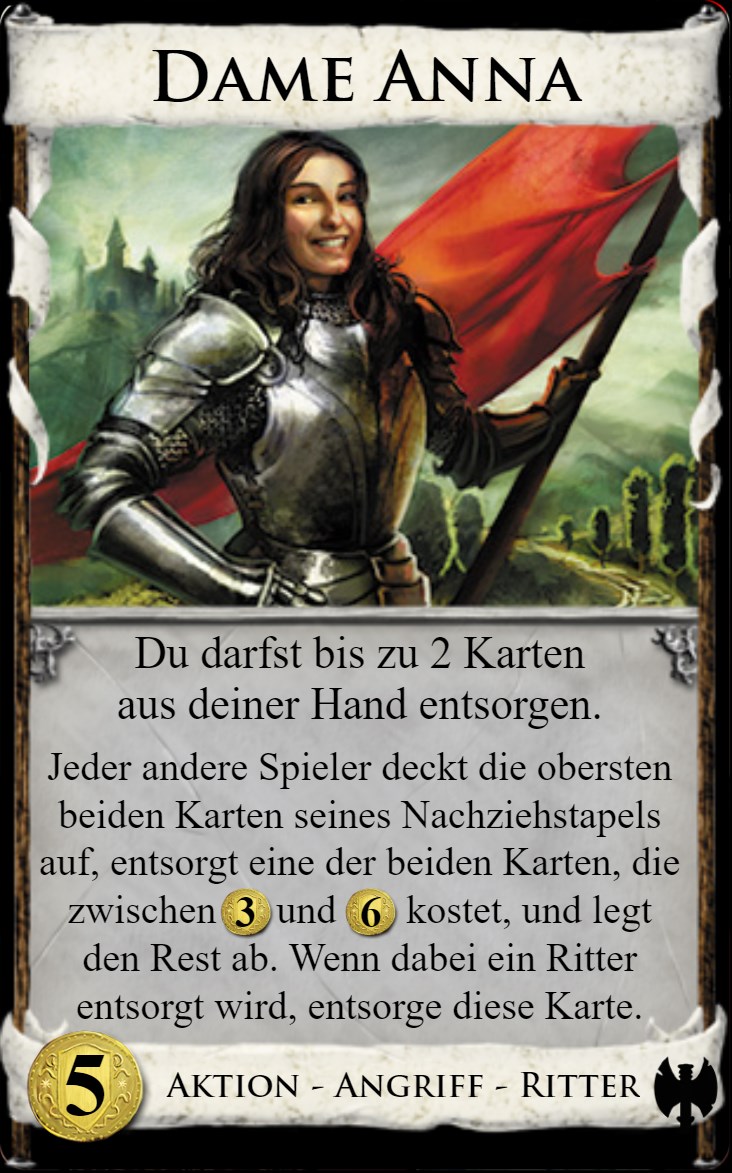 Dame Anna
Du darfst bis zu 2 Karten
aus deiner Hand entsorgen.
Jeder andere Spieler deckt die obersten
beiden Karten seines Nachziehstapels
auf, entsorgt eine der beiden Karten, die
zwischen 3 und 6 kostet, und legt
den Rest ab. Wenn dabei ein Ritter
entsorgt wird, entsorge diese Karte.
5 Aktion - Angriff - Ritter